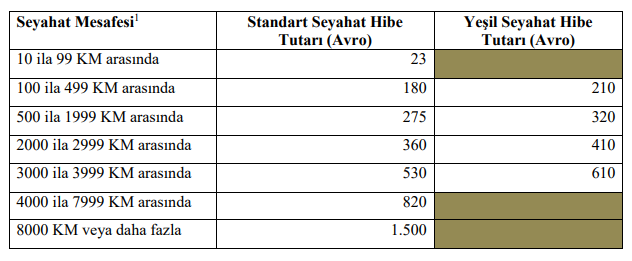 Seyahat Mesafesi1 Standart Seyahat Hibe Yeşil Seyahat Hibe
Tutarı (Avro) Tutarı (Avro)
10 ila 99 KM arasında 23
100 ila 499 KM arasında 180 210
500 ila 1999 KM arasında 275 320
2000 ila 2999 KM arasında 360 410
3000 ila 3999 KM arasında 530 610
4000 ila 7999 KM arasında 820
8000 KM veya daha fazla 1.500